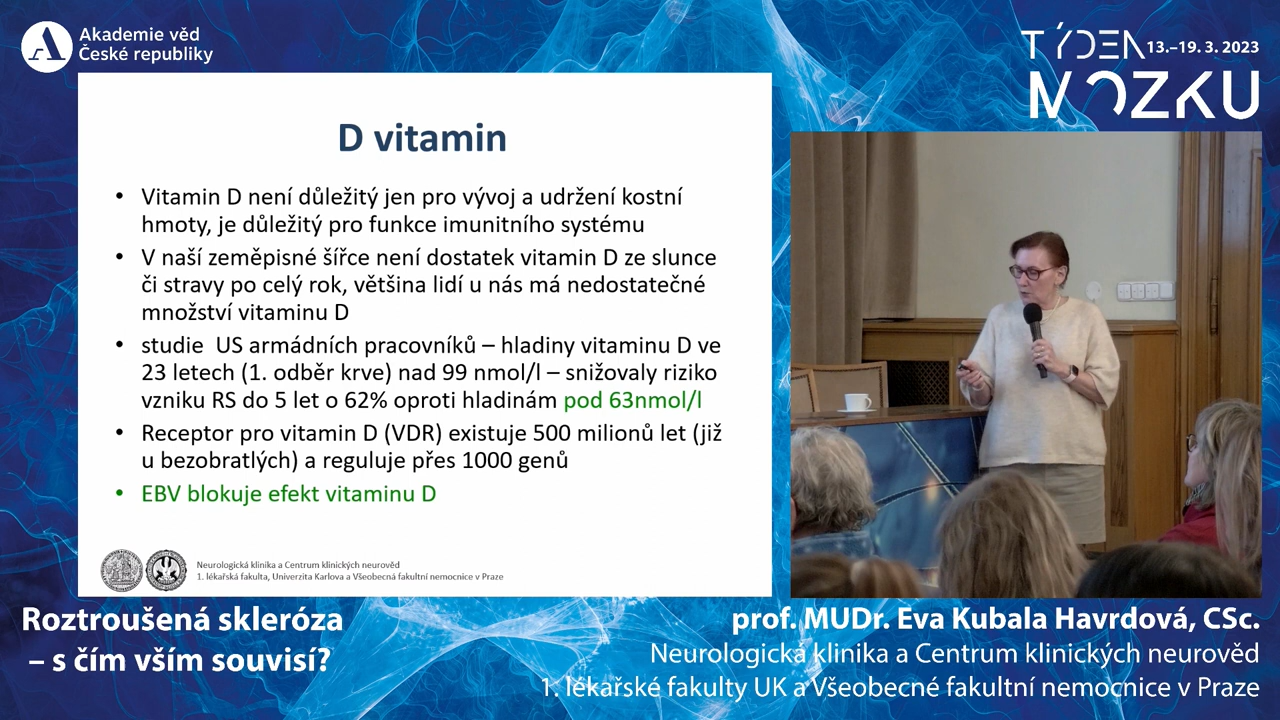 Akademie věd
České republiky
TÝDEN 13.–19. 3. 2023
MOZKU
D vitamin
• Vitamin D není důležitý jen pro vývoj a udržení kostní
hmoty, je důležitý pro funkce imunitního systému
• V naší zeměpisné šířce není dostatek vitamin D ze slunce
či stravy po celý rok, většina lidí u nás má nedostatečné
množství vitaminu D
• studie US armádních pracovníků – hladiny vitaminu D ve
23 letech (1. odběr krve) nad 99 nmol/l – snižovaly riziko
vzniku RS do 5 let o 62% oproti hladinám pod 63nmol/l
• Receptor pro vitamin D (VDR) existuje 500 milionů let (již
u bezobratlých) a reguluje přes 1000 genů
• EBV blokuje efekt vitaminu D
Neurologická klinika a Centrum klinických neurověd
1. lékařská fakulta, Univerzita Karlova a Všeobecná fakultní nemocnice v Praze
Roztroušená skleróza
– s čím vším souvisí?
prof. MUDr. Eva Kubala Havrdová, CSc.
Neurologická klinika a Centrum klinických neurověd
1. lékařské fakulty UK a Všeobecné fakultní nemocnice v Praze